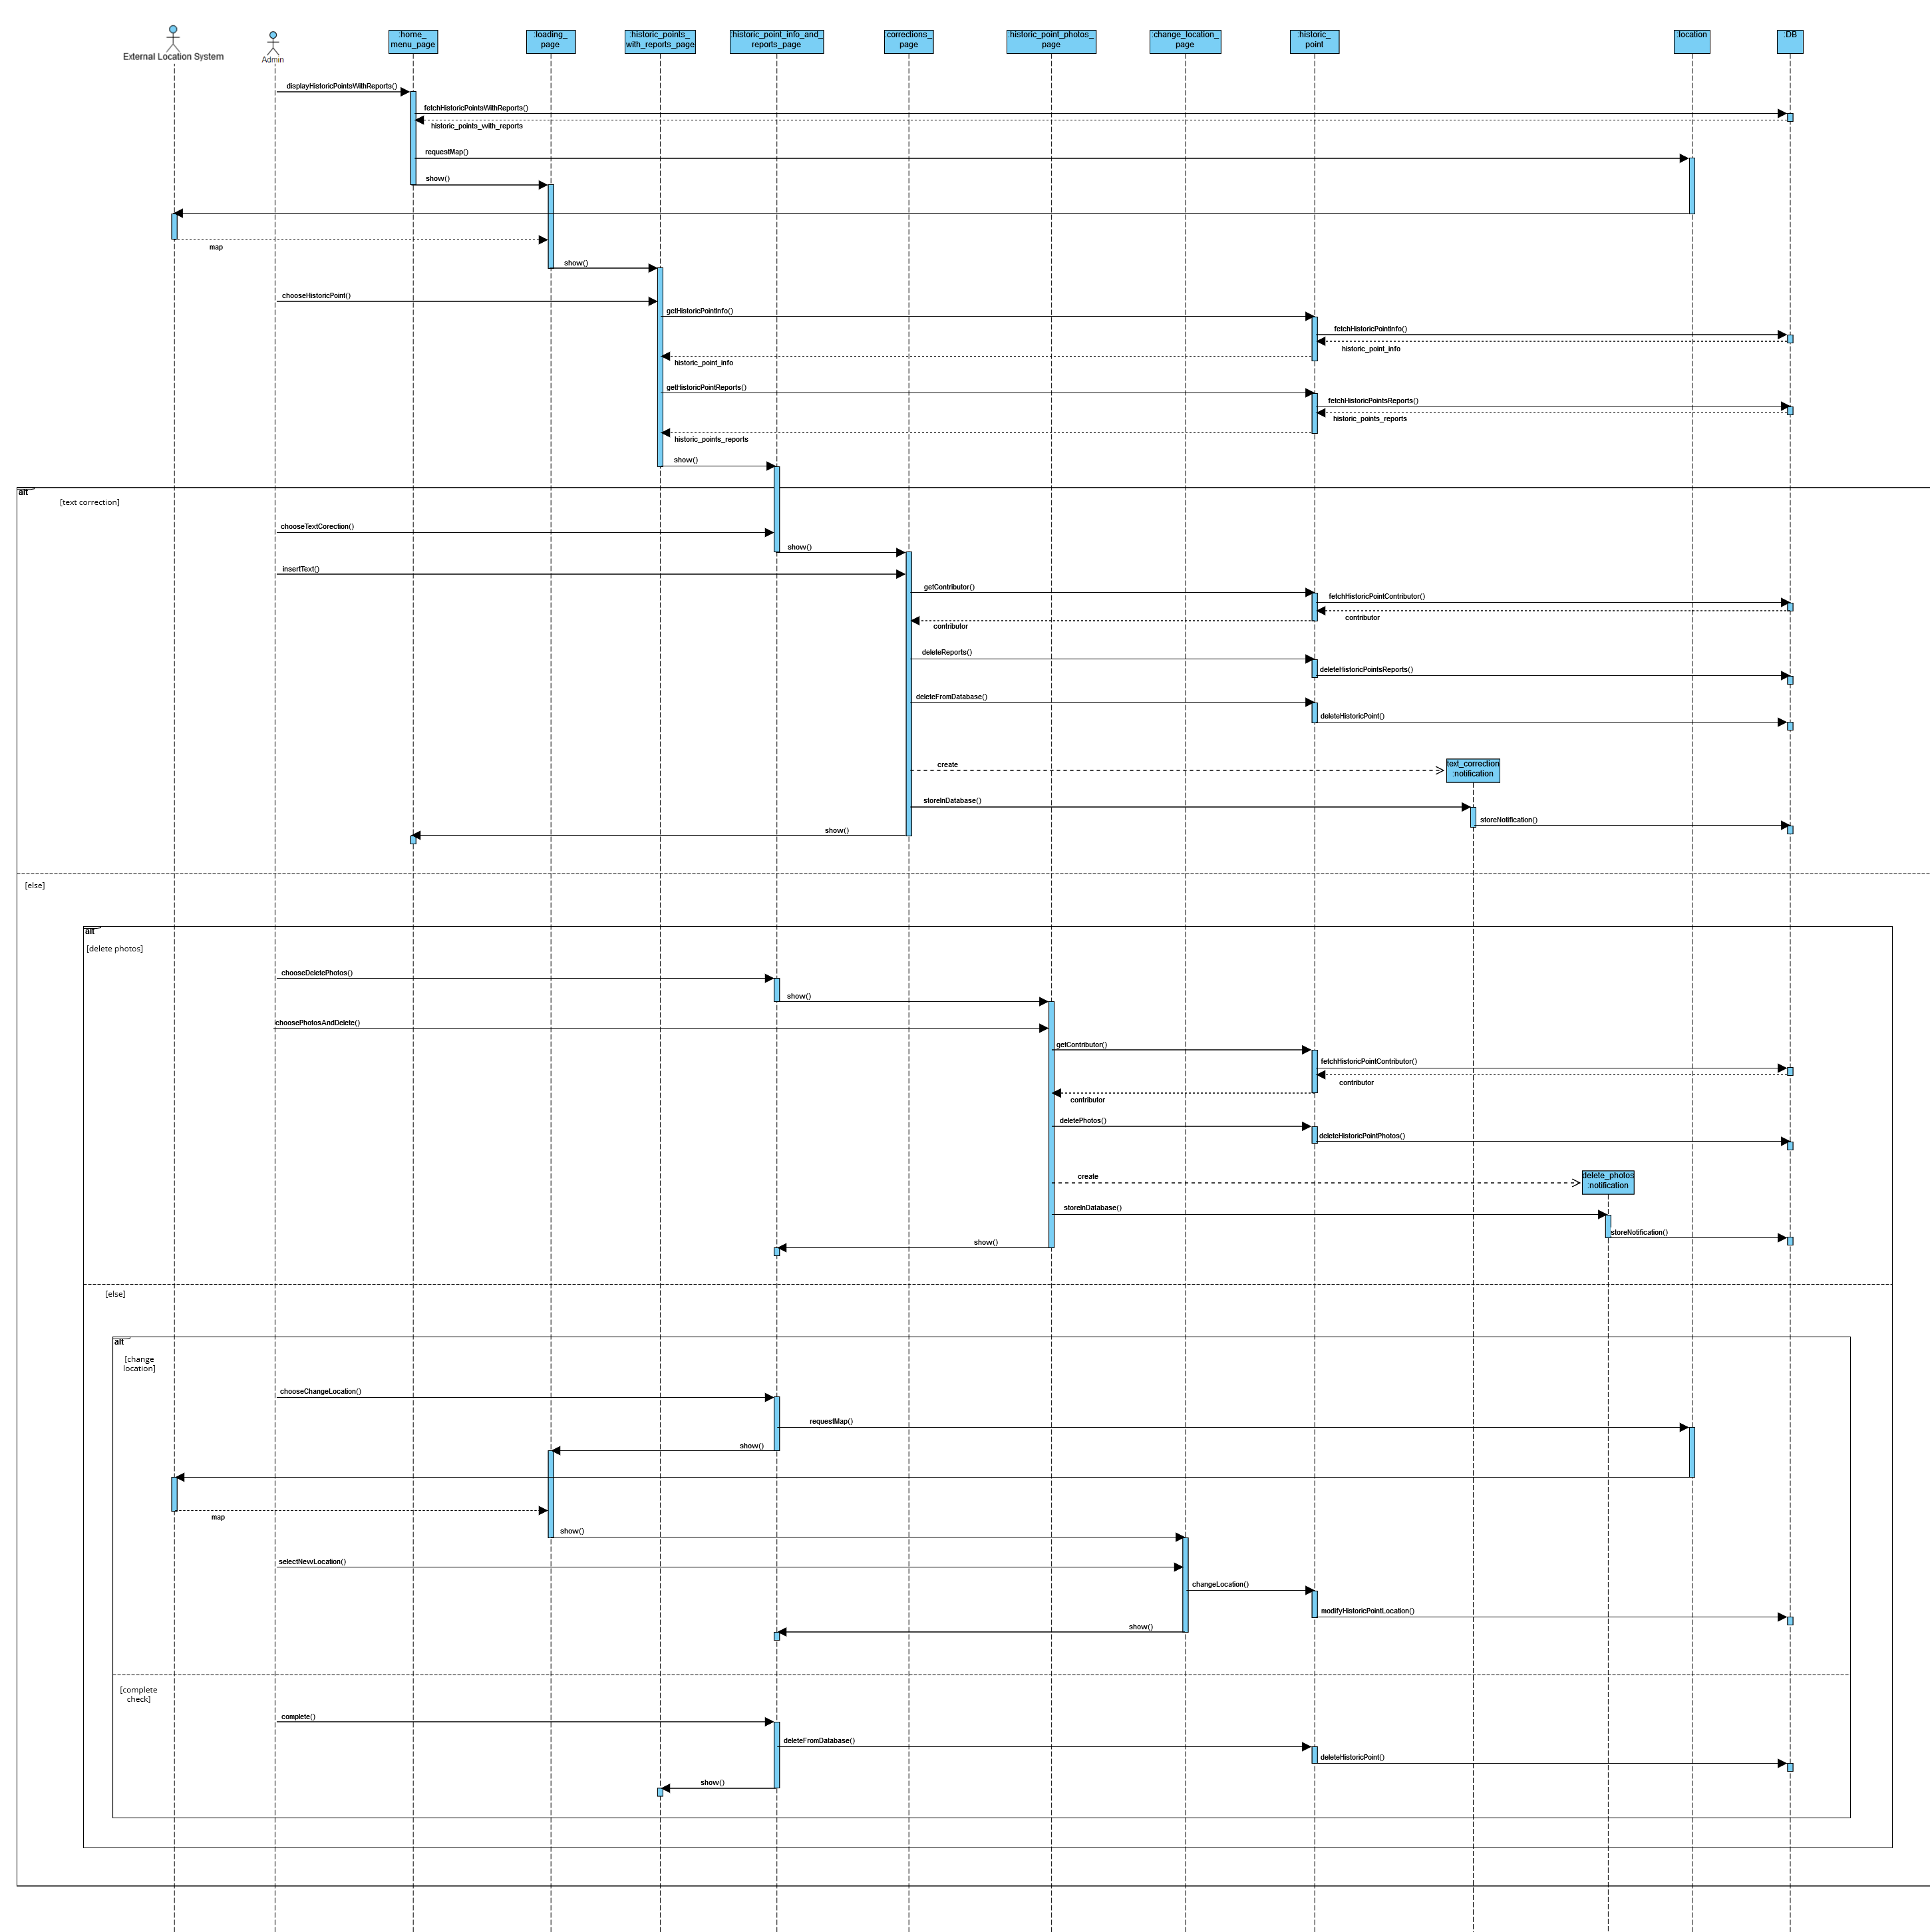 External Location System
Admin
:home_
menu_page
:loading_
page
:historic_points_
with_reports_page
:historic_point_info_and_
reports_page
:corrections_
page
:historic_point_photos_
page
:change_location_
page
:historic_
point
:location
:DB
displayHistoricPointsWithReports()
fetchHistoricPointsWithReports()
historic_points_with_reports
requestMap()
show()
map
show()
chooseHistoricPoint()
getHistoricPointInfo()
fetchHistoricPointInfo()
historic_point_info
historic_point_info
getHistoricPointReports()
fetchHistoricPointsReports()
historic_points_reports
historic_points_reports
show()
alt
[text correction]
chooseTextCorection()
show()
insertText()
getContributor()
fetchHistoricPointContributor()
contributor
contributor
deleteReports()
deleteHistoricPointsReports()
deleteFromDatabase()
deleteHistoricPoint()
create
text_correction
:notification
storeInDatabase()
storeNotification()
show()
[else]
alt
[delete photos]
chooseDeletePhotos()
show()
choosePhotosAndDelete()
getContributor()
fetchHistoricPointContributor()
contributor
contributor
deletePhotos()
deleteHistoricPointPhotos()
create
delete_photos
:notification
storeInDatabase()
storeNotification()
show()
[else]
alt
[change
location]
chooseChangeLocation()
requestMap()
show()
map
show()
selectNewLocation()
changeLocation()
modifyHistoricPointLocation()
show()
[complete
check]
complete()
deleteFromDatabase()
deleteHistoricPoint()
show()